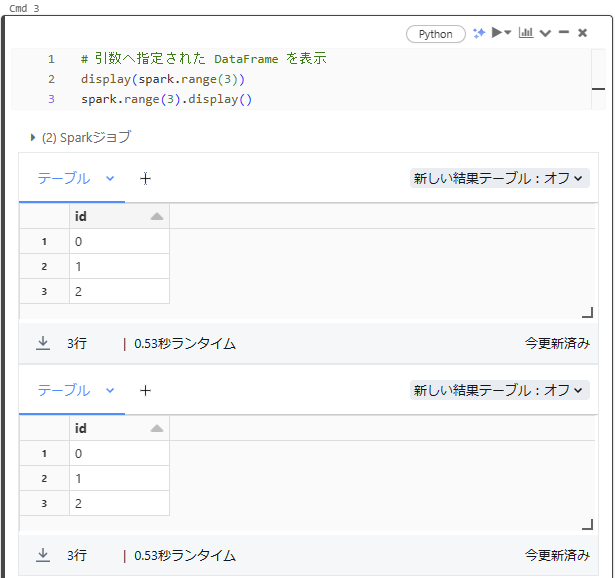 Cmd 3
Python
1 # 引数へ指定された DataFrame を表示
2 display(spark.range(3))
3 spark.range(3).display()
(2) Sparkジョブ
テーブル + 新しい結果テーブル：オフ
id
1 0
2 1
3 2
3行 | 0.53秒ランタイム 今更新済み
テーブル + 新しい結果テーブル：オフ
id
1 0
2 1
3 2
3行 | 0.53秒ランタイム 今更新済み